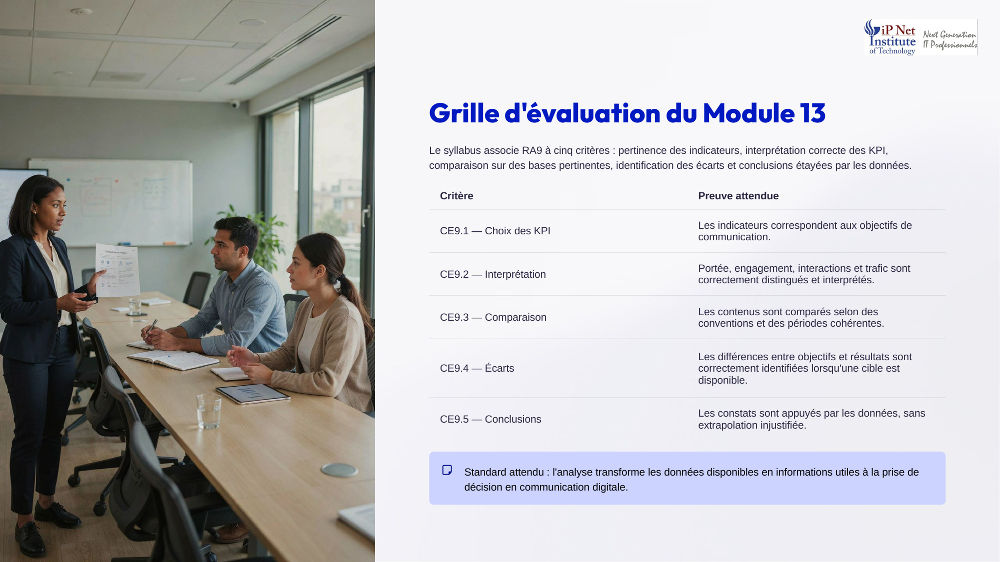 iP Net
Institute
of Technology
Next Generation
IT Professionnels
Grille d'évaluation du Module 13
Le syllabus associe RA9 à cinq critères : pertinence des indicateurs, interprétation correcte des KPI,
comparaison sur des bases pertinentes, identification des écarts et conclusions étayées par les données.
Critère
Preuve attendue
CE9.1 — Choix des KPI
Les indicateurs correspondent aux objectifs de
communication.
CE9.2 — Interprétation
Portée, engagement, interactions et trafic sont
correctement distingués et interprétés.
CE9.3 — Comparaison
Les contenus sont comparés selon des
conventions et des périodes cohérentes.
CE9.4 — Écarts
Les différences entre objectifs et résultats sont
correctement identifiées lorsqu'une cible est
disponible.
CE9.5 — Conclusions
Les constats sont appuyés par les données, sans
extrapolation injustifiée.
Standard attendu : l'analyse transforme les données disponibles en informations utiles à la prise de
décision en communication digitale.